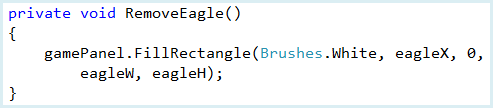 private void RemoveEagle()
{
    gamePanel.FillRectangle(Brushes.White, eagleX, 0,
        eagleW, eagleH);
}